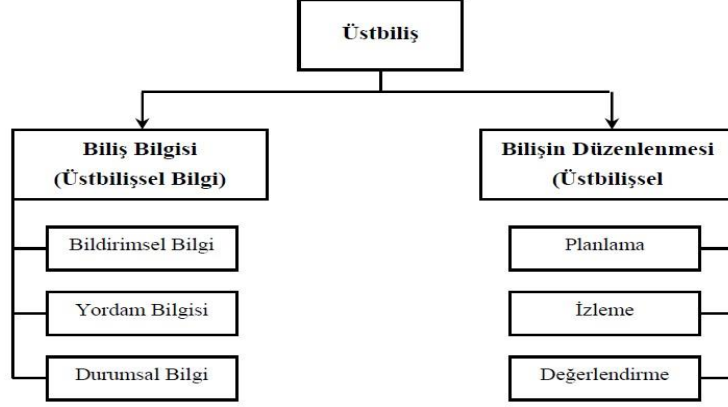 Üstbiliş
Biliş Bilgisi
(Üstbilişsel Bilgi)
Bilişin Düzenlenmesi
(Üstbilişsel
Bildirimsel Bilgi
Planlama
Yordam Bilgisi
İzleme
Durumsal Bilgi
Değerlendirme